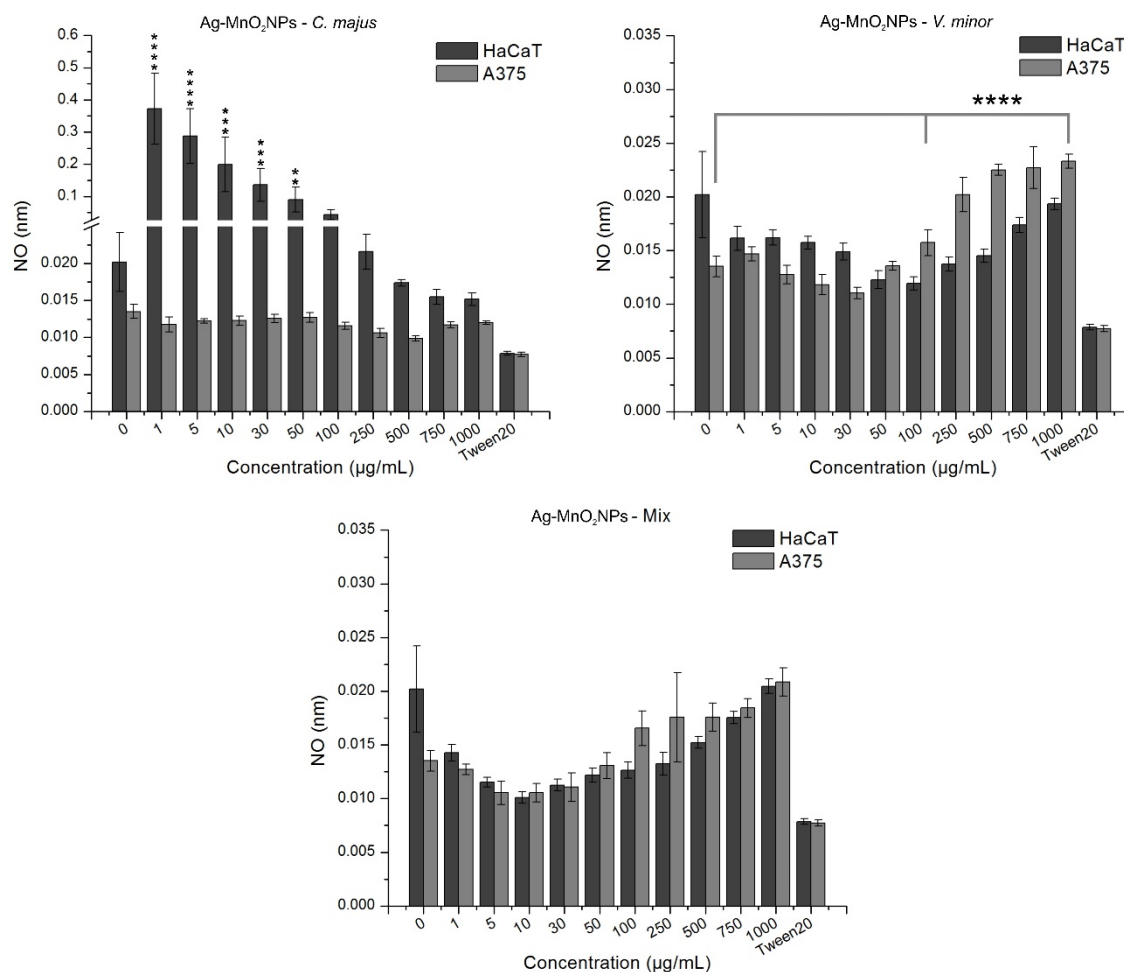 Ag-MnO₂NPs - C. majus
HaCaT
A375
****
****
***
***
**
NO (nm)
0.6
0.5
0.4
0.3
0.2
0.1
0.020
0.015
0.010
0.005
0.000
0 1 5 10 30 50 100 250 500 750 1000 Tween20
Concentration (µg/mL)
Ag-MnO₂NPs - V. minor
HaCaT
A375
****
NO (nm)
0.035
0.030
0.025
0.020
0.015
0.010
0.005
0.000
0 1 5 10 30 50 100 250 500 750 1000 Tween20
Concentration (µg/mL)
Ag-MnO₂NPs - Mix
HaCaT
A375
NO (nm)
0.035
0.030
0.025
0.020
0.015
0.010
0.005
0.000
0 1 5 10 30 50 100 250 500 750 1000 Tween20
Concentration (µg/mL)